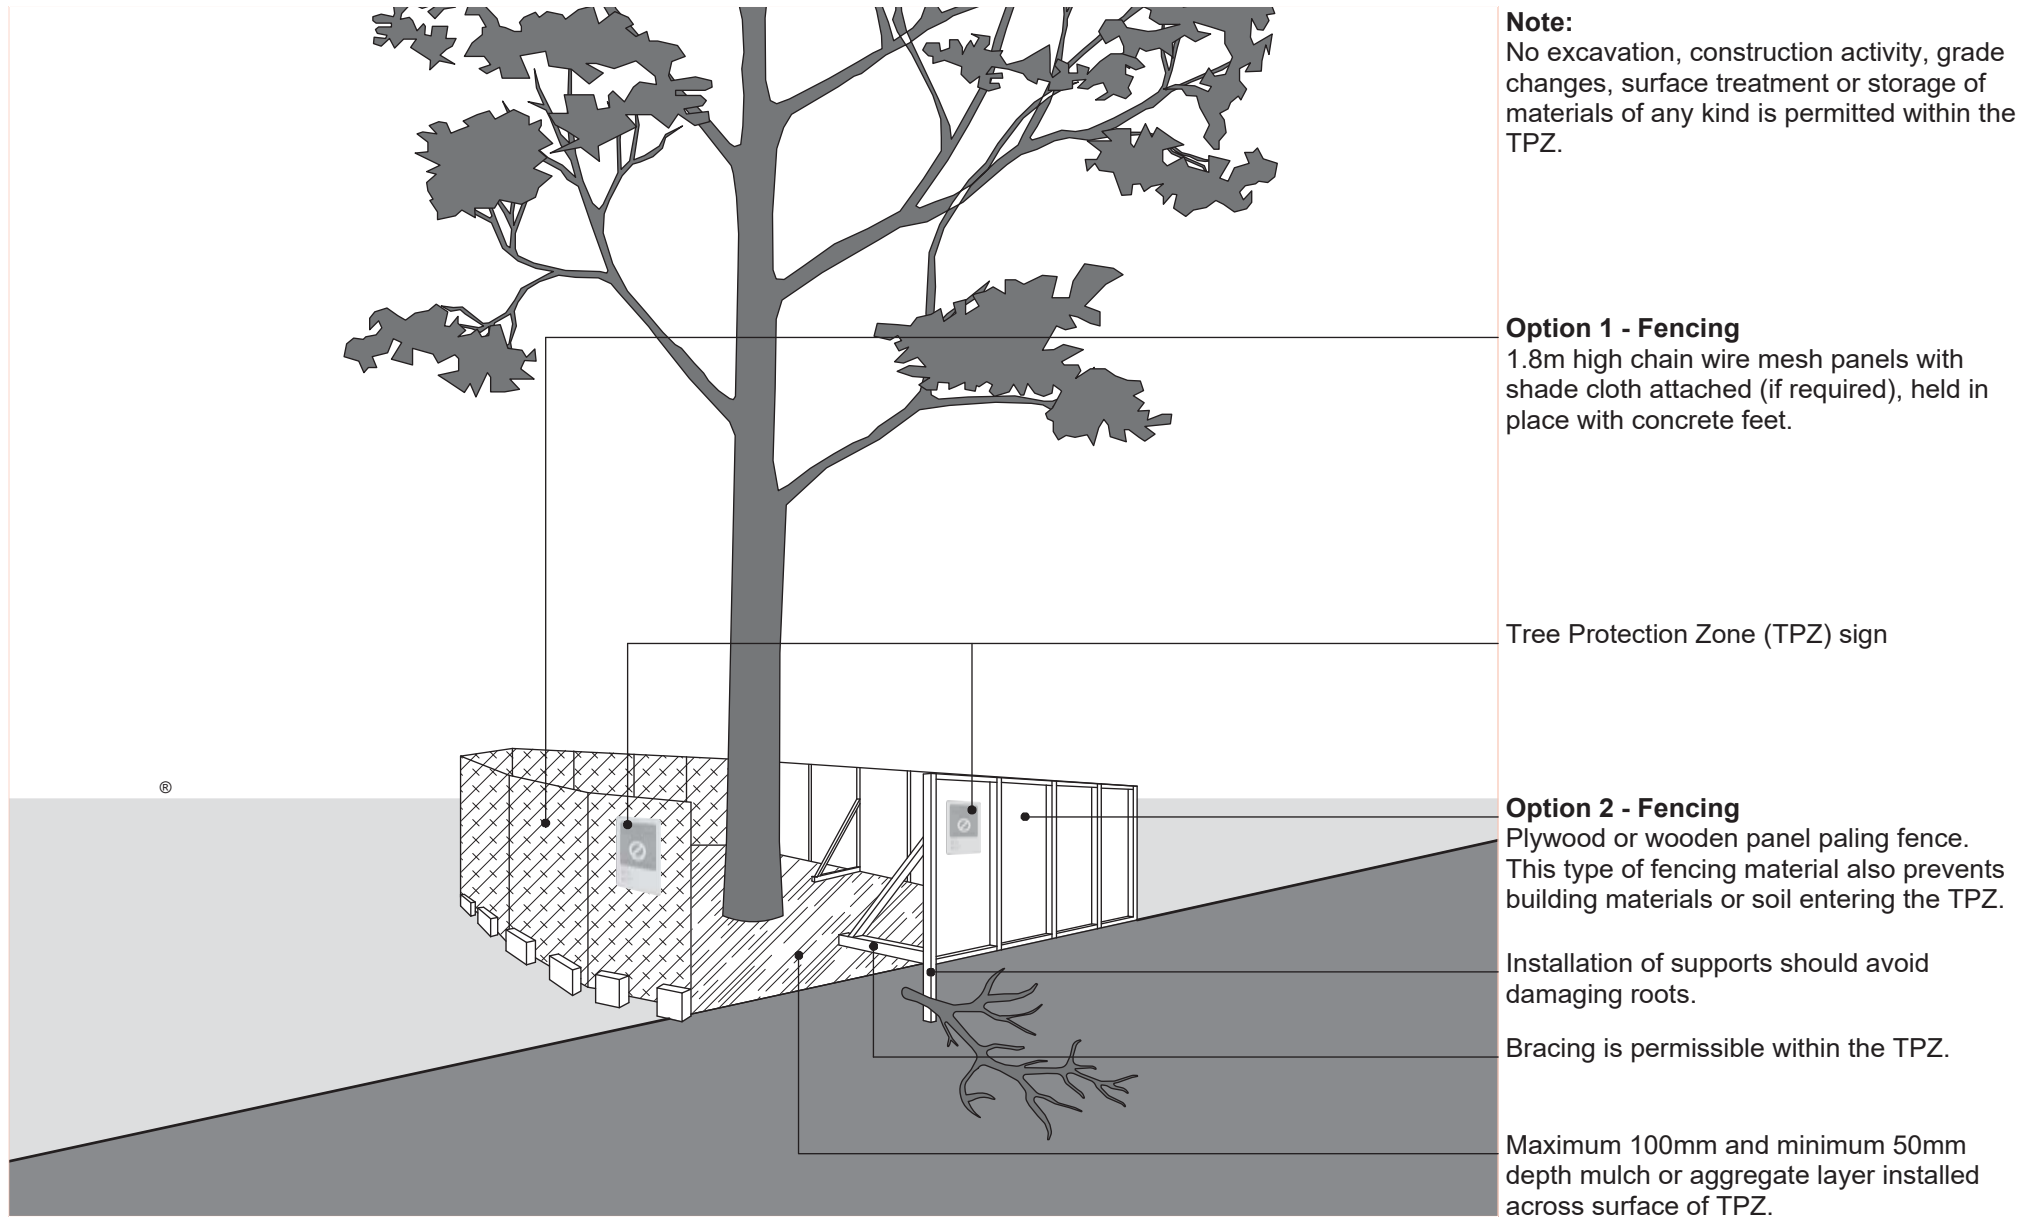 Note:
No excavation, construction activity, grade
changes, surface treatment or storage of
materials of any kind is permitted within the
TPZ.
Option 1 - Fencing
1.8m high chain wire mesh panels with
shade cloth attached (if required), held in
place with concrete feet.
Tree Protection Zone (TPZ) sign
®
Option 2 - Fencing
Plywood or wooden panel paling fence.
This type of fencing material also prevents
building materials or soil entering the TPZ.
Installation of supports should avoid
damaging roots.
Bracing is permissible within the TPZ.
Maximum 100mm and minimum 50mm
depth mulch or aggregate layer installed
across surface of TPZ.